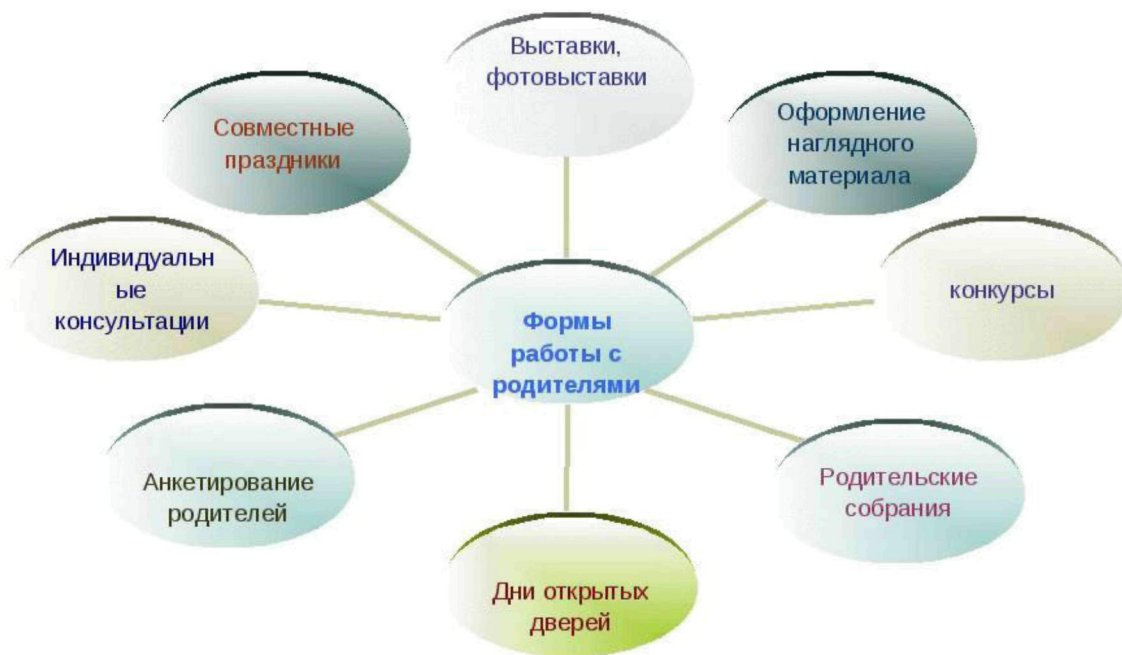 Выставки,
фотовыставки
Совместные
праздники
Оформление
наглядного
материала
Индивидуальн
ые
консультации
конкурсы
Формы
работы с
родителями
Анкетирование
родителей
Родительские
собрания
Дни открытых
дверей